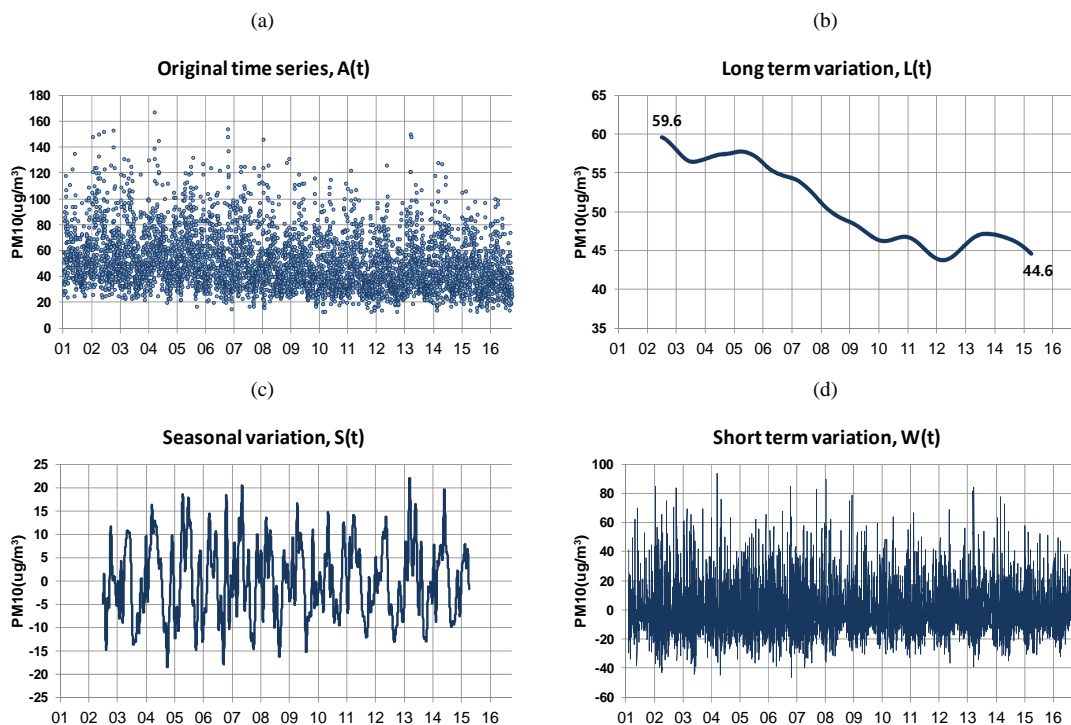 (a)
Original time series, A(t)
PM10(ug/m³)
180
160
140
120
100
80
60
40
20
0
01 02 03 04 05 06 07 08 09 10 11 12 13 14 15 16
(b)
Long term variation, L(t)
PM10(ug/m³)
65
60
55
50
45
40
35
59.6
44.6
01 02 03 04 05 06 07 08 09 10 11 12 13 14 15 16
(c)
Seasonal variation, S(t)
PM10(ug/m³)
25
20
15
10
5
0
-5
-10
-15
-20
-25
01 02 03 04 05 06 07 08 09 10 11 12 13 14 15 16
(d)
Short term variation, W(t)
PM10(ug/m³)
100
80
60
40
20
0
-20
-40
-60
01 02 03 04 05 06 07 08 09 10 11 12 13 14 15 16